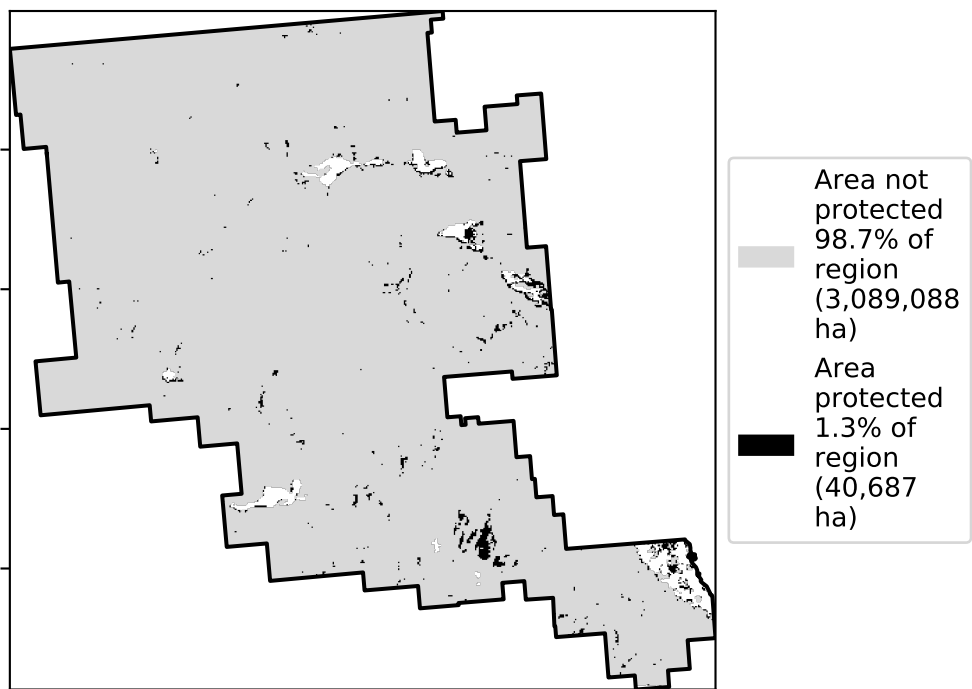 Area not
protected
98.7% of
region
(3,089,088
ha)
Area
protected
1.3% of
region
(40,687
ha)